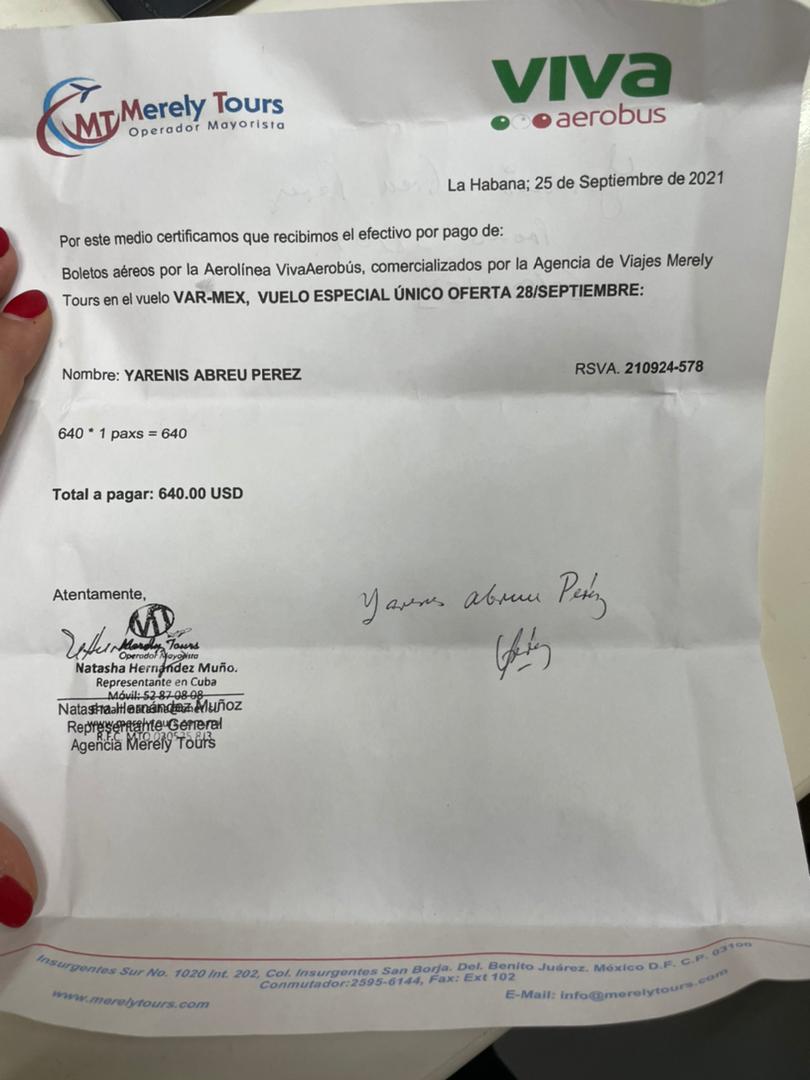 MT Merely Tours
Operador Mayorista
viva
aerobus
La Habana; 25 de Septiembre de 2021
Por este medio certificamos que recibimos el efectivo por pago de:
Boletos aéreos por la Aerolínea VivaAerobús, comercializados por la Agencia de Viajes Merely
Tours en el vuelo VAR-MEX, VUELO ESPECIAL ÚNICO OFERTA 28/SEPTIEMBRE:
Nombre: YARENIS ABREU PEREZ
RSVA. 210924-578
640 * 1 paxs = 640
Total a pagar: 640.00 USD
Atentamente,
Yarenis Abreu Peréz
MT
Merely Tours
Operador Mayorista
Natasha Hernández Muño.
Representante en Cuba
Móvil: 52 87 08 08
Natasha Hernández Muñoz
Representante General
Agencia Merely Tours
Insurgentes Sur No. 1020 Int. 202, Col. Insurgentes San Borja. Del. Benito Juárez. México D.F. C.P. 03100
Conmutador:2595-6144, Fax: Ext 102
www.merelytours.com
E-Mail: info@merelytours.com